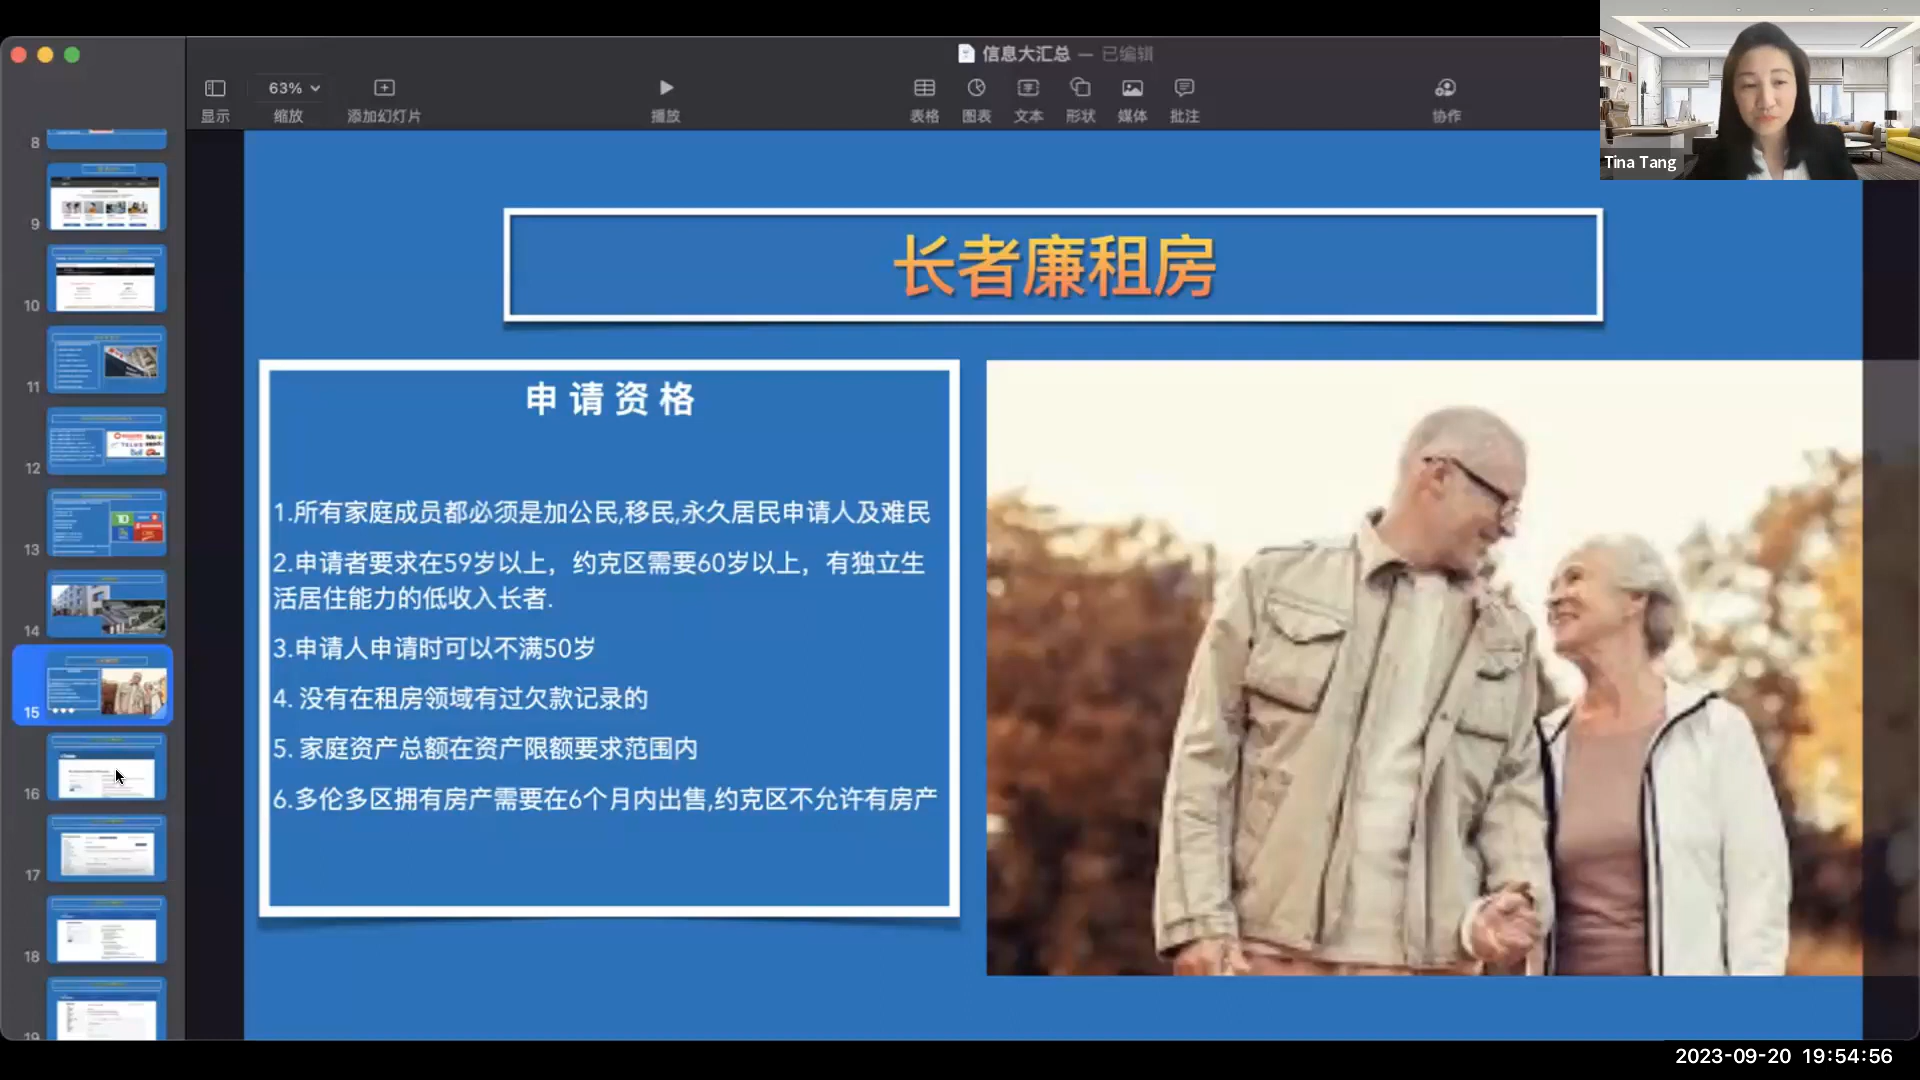 信息大汇总 — 已编辑
63%
显示 缩放 添加幻灯片 播放 表格 图表 文本 形状 媒体 批注 协作
Tina Tang
8
9
10
11
12
13
14
15
16
17
18
19
长者廉租房
申请资格
1.所有家庭成员都必须是加公民,移民,永久居民申请人及难民
2.申请者要求在59岁以上，约克区需要60岁以上，有独立生
活居住能力的低收入长者.
3.申请人申请时可以不满50岁
4. 没有在租房领域有过欠款记录的
5. 家庭资产总额在资产限额要求范围内
6.多伦多区拥有房产需要在6个月内出售,约克区不允许有房产
2023-09-20 19:54:56